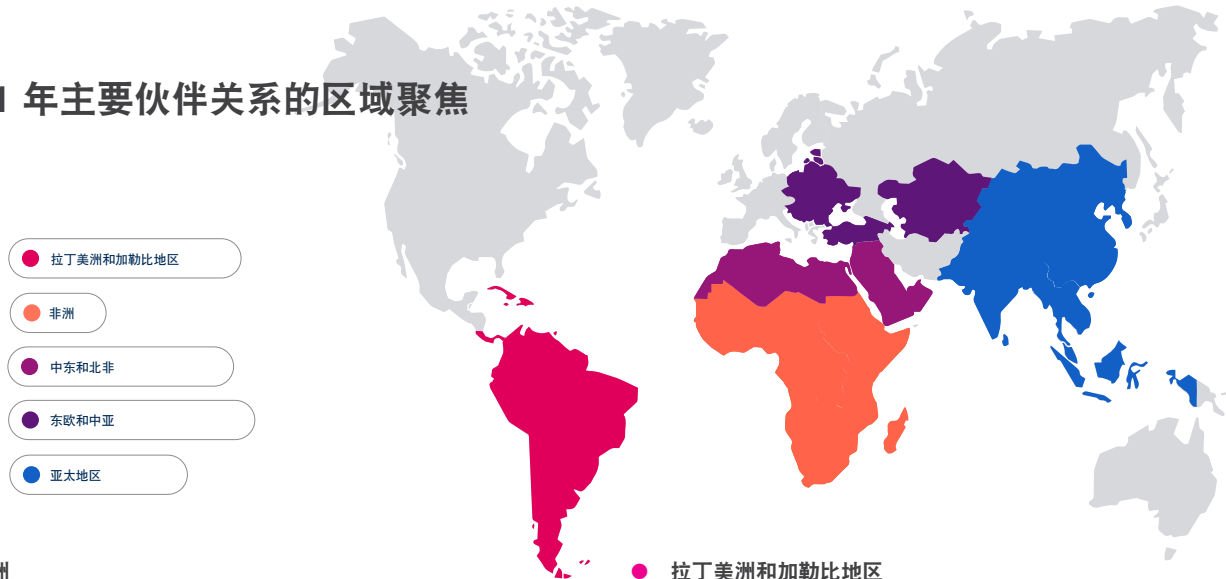 年主要伙伴关系的区域聚焦
拉丁美洲和加勒比地区
非洲
中东和北非
东欧和中亚
亚太地区
洲
拉丁美洲和加勒比地区